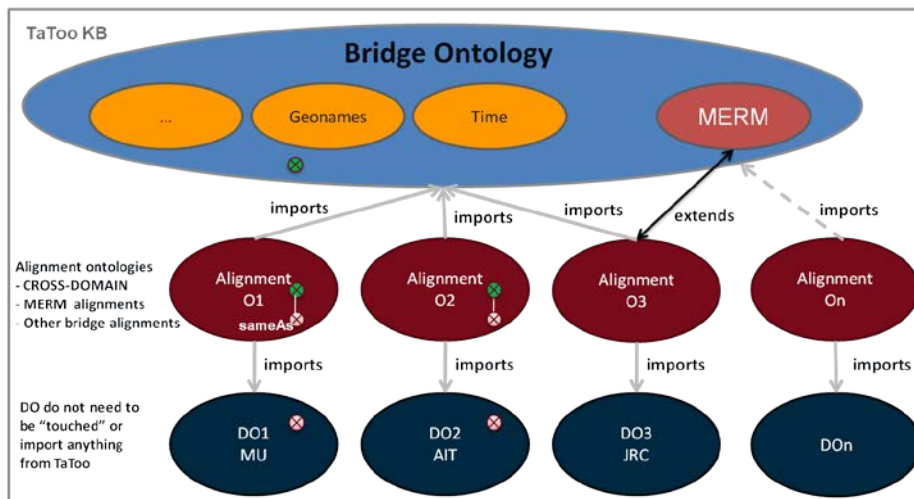 TaToo KB
Bridge Ontology
...
Geonames
Time
MERM
imports
imports
imports
extends
imports
Alignment ontologies
- CROSS-DOMAIN
- MERM alignments
- Other bridge alignments
Alignment
O1
sameAs
Alignment
O2
Alignment
O3
Alignment
On
imports
imports
imports
imports
DO do not need to
be “touched” or
import anything
from TaToo
DO1
MU
DO2
AIT
DO3
JRC
DOn